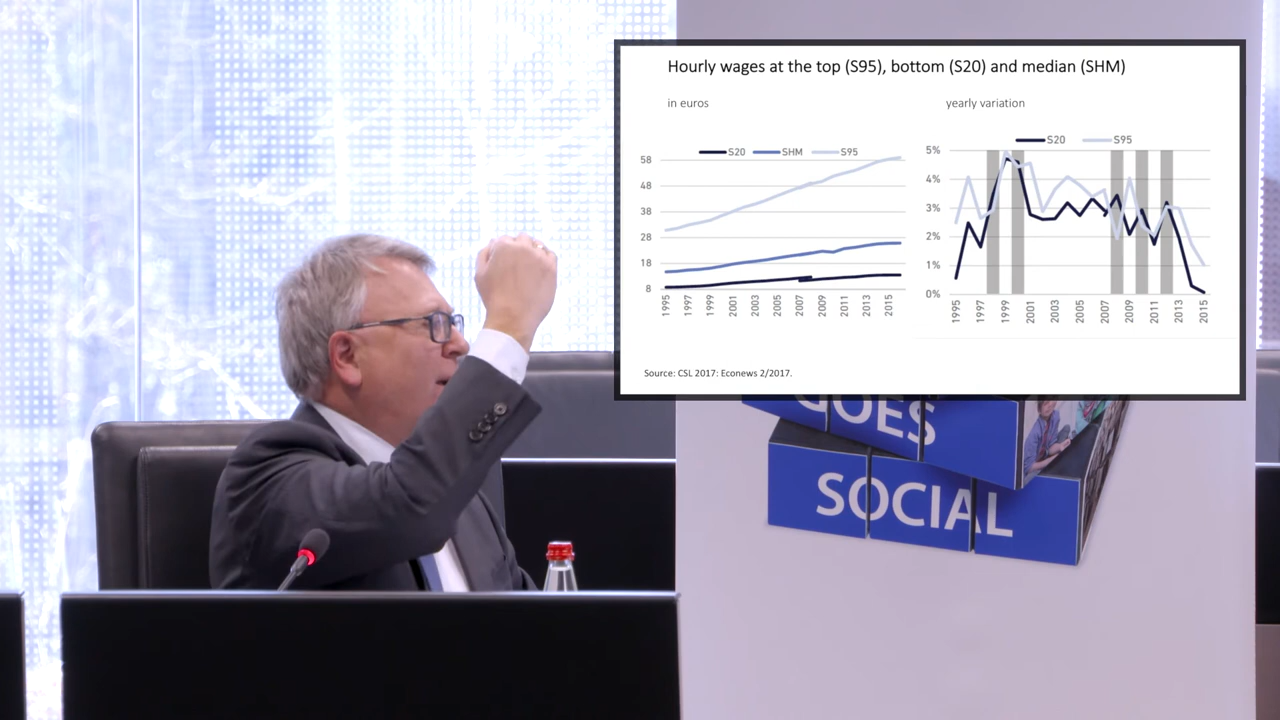 Hourly wages at the top (S95), bottom (S20) and median (SHM)
in euros
S20 SHM S95
58
48
38
28
18
8
1995 1997 1999 2001 2003 2005 2007 2009 2011 2013 2015
yearly variation
S20 S95
5%
4%
3%
2%
1%
0%
1995 1997 1999 2001 2003 2005 2007 2009 2011 2013 2015
Source: CSL 2017: Econews 2/2017.
GOES
SOCIAL